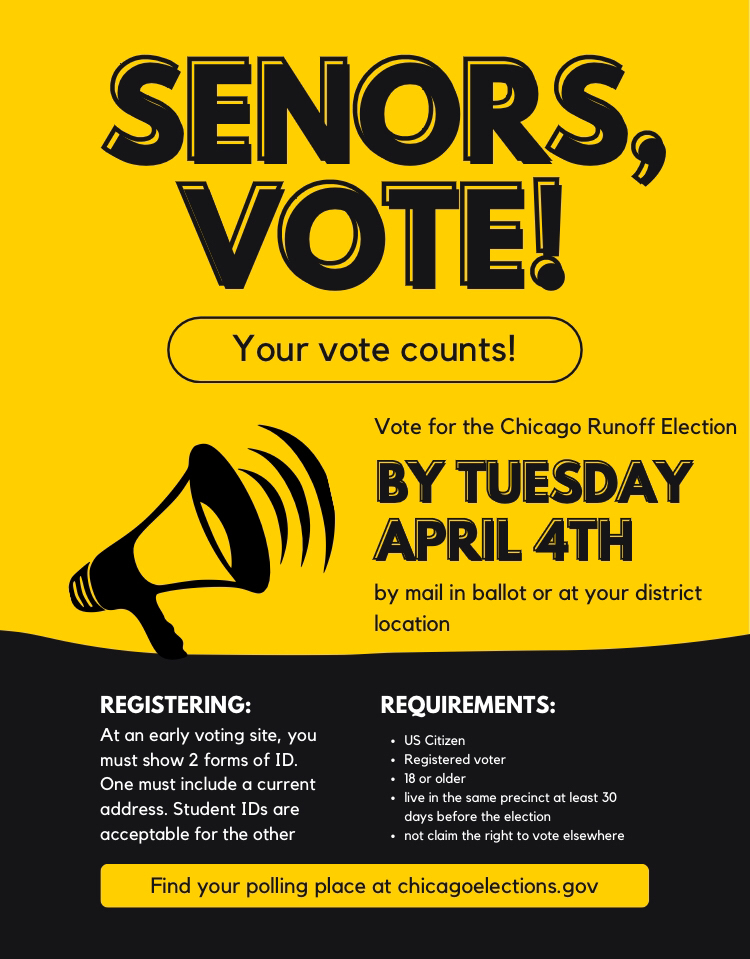 SENORS,
VOTE!
Your vote counts!
Vote for the Chicago Runoff Election
BY TUESDAY
APRIL 4TH
by mail in ballot or at your district
location
REGISTERING:
At an early voting site, you
must show 2 forms of ID.
One must include a current
address. Student IDs are
acceptable for the other
REQUIREMENTS:
• US Citizen
• Registered voter
• 18 or older
• live in the same precinct at least 30
days before the election
• not claim the right to vote elsewhere
Find your polling place at chicagoelections.gov